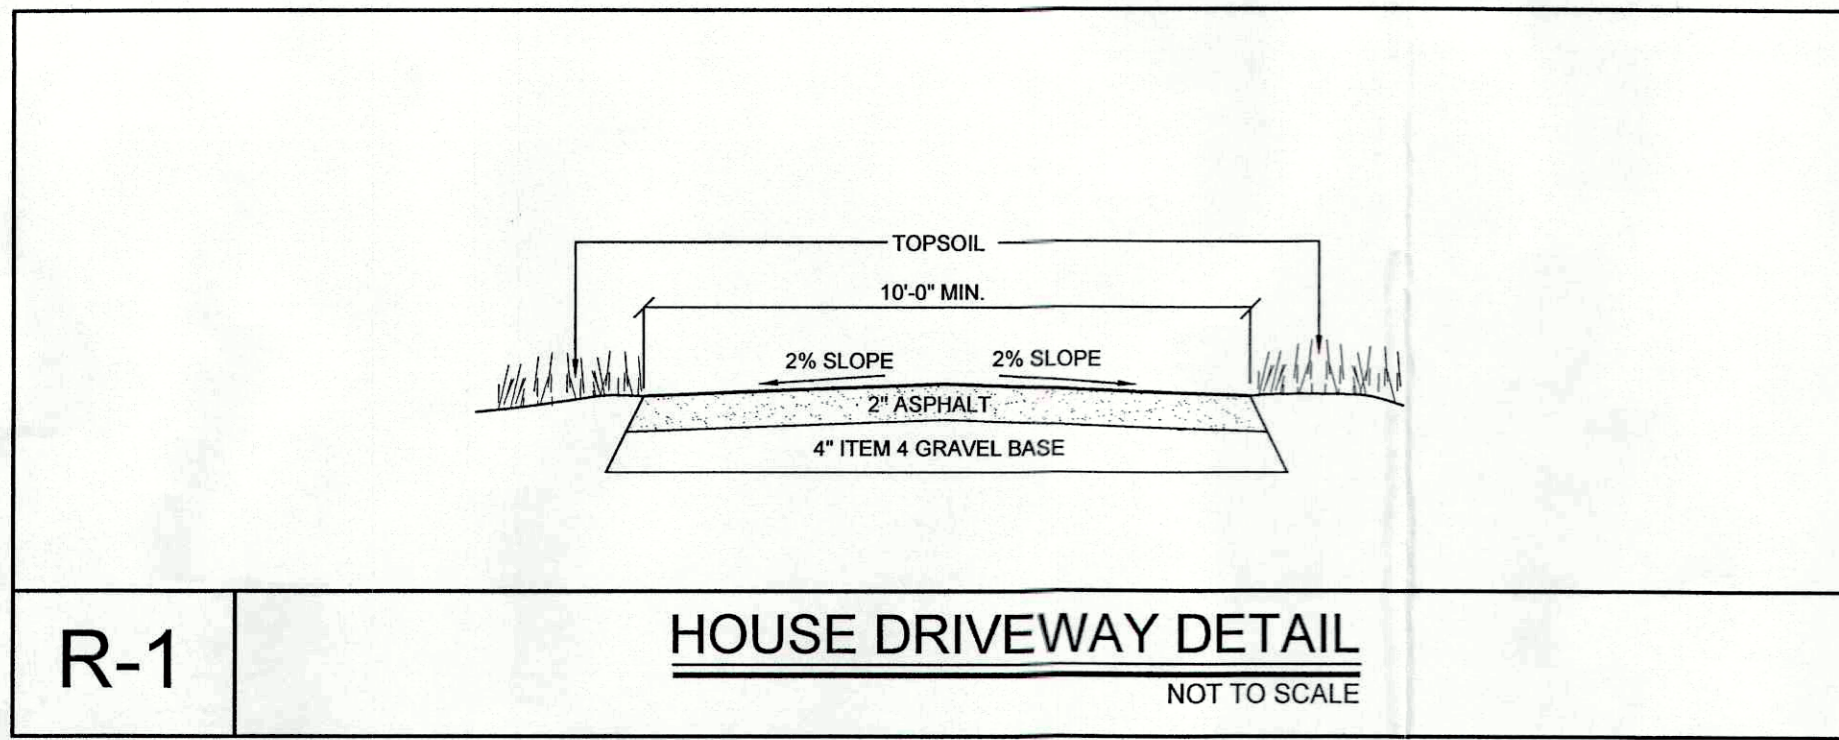 TOPSOIL
10'-0" MIN.
2% SLOPE 2% SLOPE
2" ASPHALT
4" ITEM 4 GRAVEL BASE
R-1
HOUSE DRIVEWAY DETAIL
NOT TO SCALE